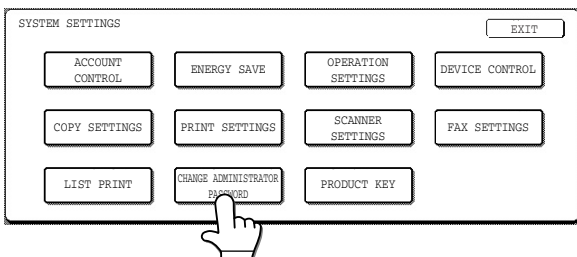 SYSTEM SETTINGS
EXIT
ACCOUNT
CONTROL
ENERGY SAVE
OPERATION
SETTINGS
DEVICE CONTROL
COPY SETTINGS
PRINT SETTINGS
SCANNER
SETTINGS
FAX SETTINGS
LIST PRINT
CHANGE ADMINISTRATOR
PASSWORD
PRODUCT KEY